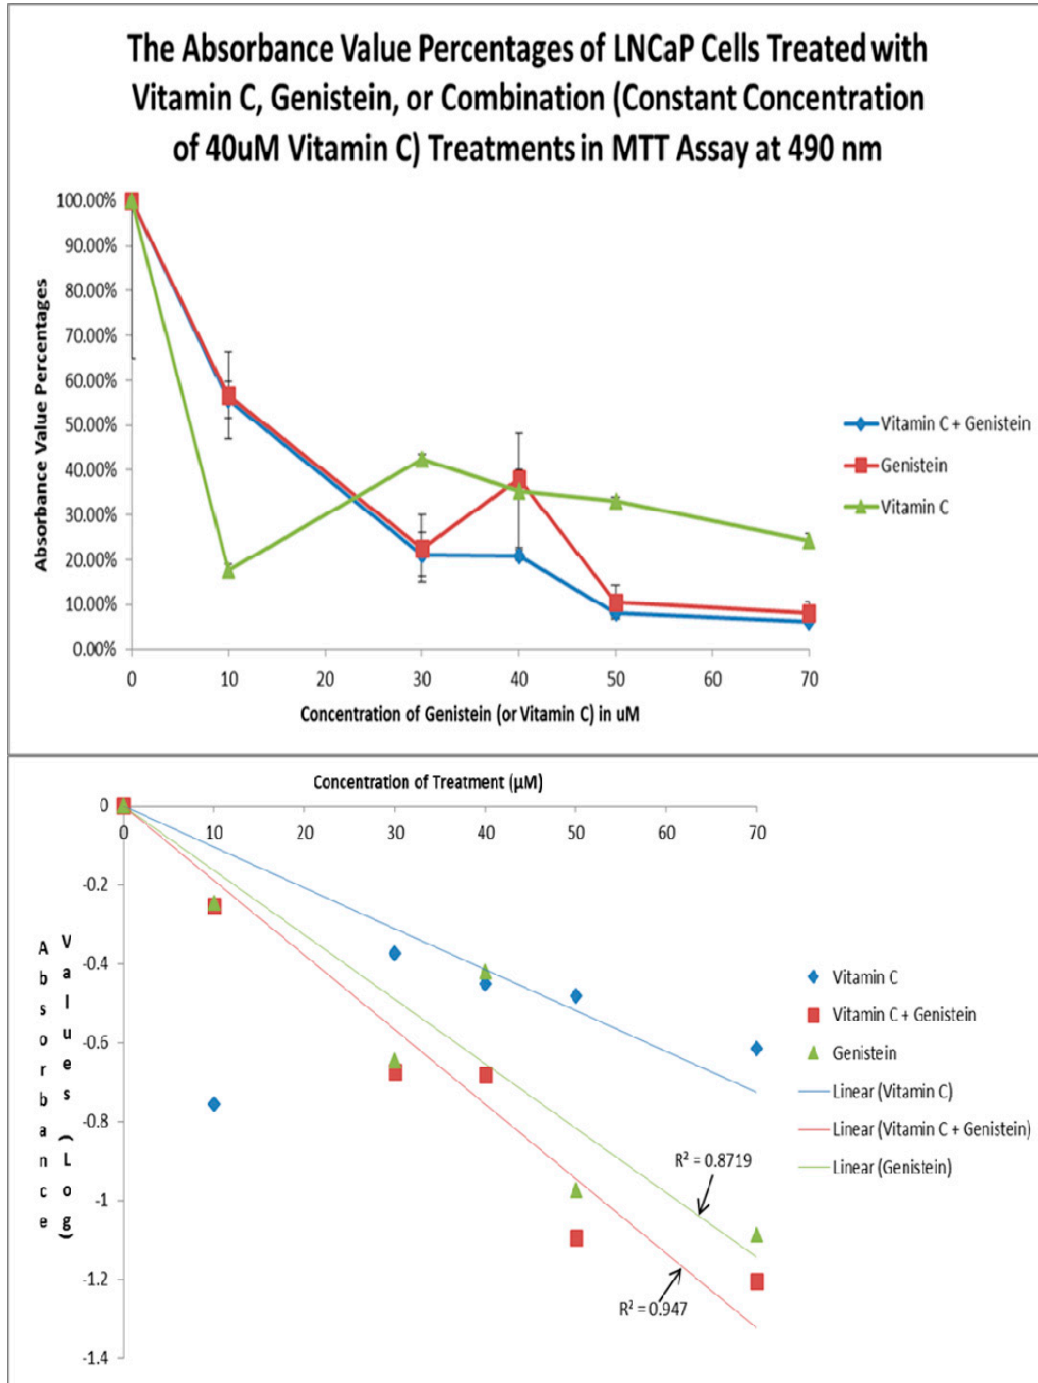 The Absorbance Value Percentages of LNCaP Cells Treated with
Vitamin C, Genistein, or Combination (Constant Concentration
of 40uM Vitamin C) Treatments in MTT Assay at 490 nm
100.00%
90.00%
80.00%
70.00%
60.00%
50.00%
40.00%
30.00%
20.00%
10.00%
0.00%
Absorbance Value Percentages
0 10 20 30 40 50 60 70
Concentration of Genistein (or Vitamin C) in uM
Vitamin C + Genistein
Genistein
Vitamin C
Concentration of Treatment (μM)
0 10 20 30 40 50 60 70
0
-0.2
-0.4
-0.6
-0.8
-1
-1.2
-1.4
Absorbance
Values (Log)
R² = 0.8719
R² = 0.947
Vitamin C
Vitamin C + Genistein
Genistein
Linear (Vitamin C)
Linear (Vitamin C + Genistein)
Linear (Genistein)